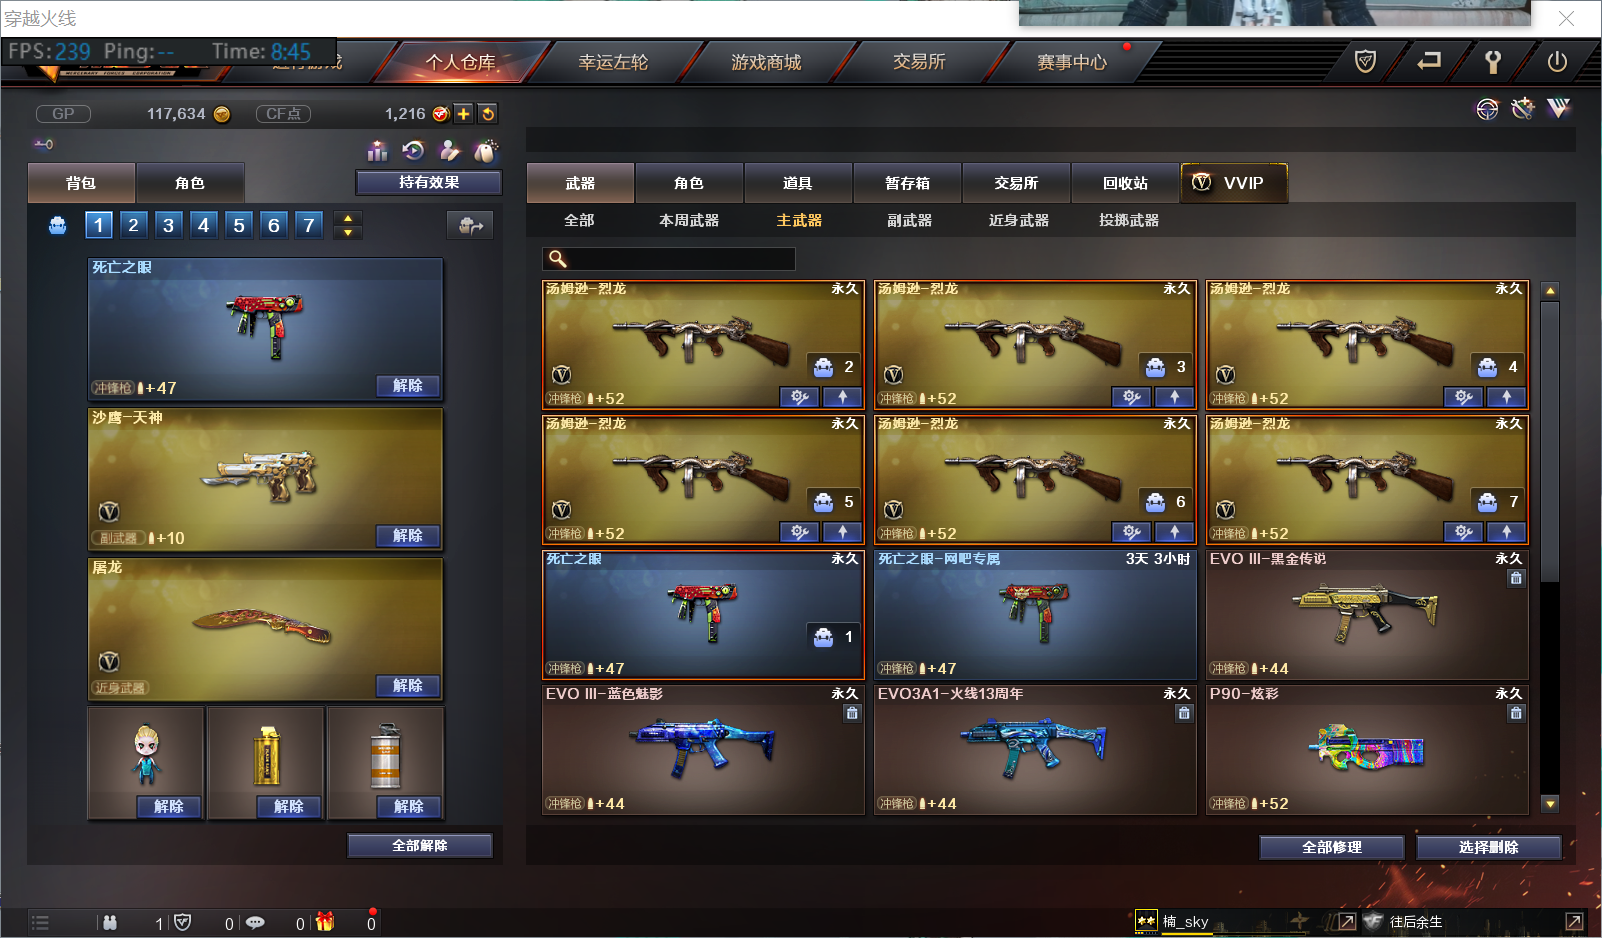 穿越火线
FPS:239 Ping:-- Time: 8:45
个人仓库
幸运左轮
游戏商城
交易所
赛事中心
GP 117,634 CF点 1,216
背包 角色 持有效果
1 2 3 4 5 6 7
死亡之眼
冲锋枪 +47 解除
沙鹰-天神
副武器 +10 解除
屠龙
近身武器 解除
解除 解除 解除
全部解除
武器 角色 道具 暂存箱 交易所 回收站 VVIP
全部 本周武器 主武器 副武器 近身武器 投掷武器
汤姆逊-烈龙 永久 汤姆逊-烈龙 永久 汤姆逊-烈龙 永久
2 3 4
冲锋枪 +52 冲锋枪 +52 冲锋枪 +52
汤姆逊-烈龙 永久 汤姆逊-烈龙 永久 汤姆逊-烈龙 永久
5 6 7
冲锋枪 +52 冲锋枪 +52 冲锋枪 +52
死亡之眼 永久 死亡之眼-网吧专属 3天 3小时 EVO III-黑金传说 永久
1
冲锋枪 +47 冲锋枪 +47 冲锋枪 +44
EVO III-蓝色魅影 永久 EVO3A1-火线13周年 永久 P90-炫彩 永久
冲锋枪 +44 冲锋枪 +44 冲锋枪 +52
全部修理 选择删除
1 0 0 0
楠_sky 往后余生